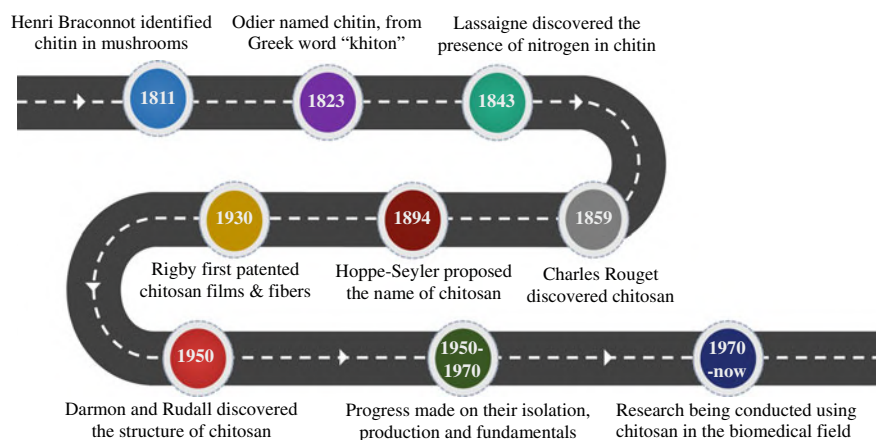 Henri Braconnot identified
chitin in mushrooms
Odier named chitin, from
Greek word “khiton”
Lassaigne discovered the
presence of nitrogen in chitin
1811
1823
1843
1859
Charles Rouget
discovered chitosan
1894
Hoppe-Seyler proposed
the name of chitosan
1930
Rigby first patented
chitosan films & fibers
1950
Darmon and Rudall discovered
the structure of chitosan
1950-
1970
Progress made on their isolation,
production and fundamentals
1970
-now
Research being conducted using
chitosan in the biomedical field